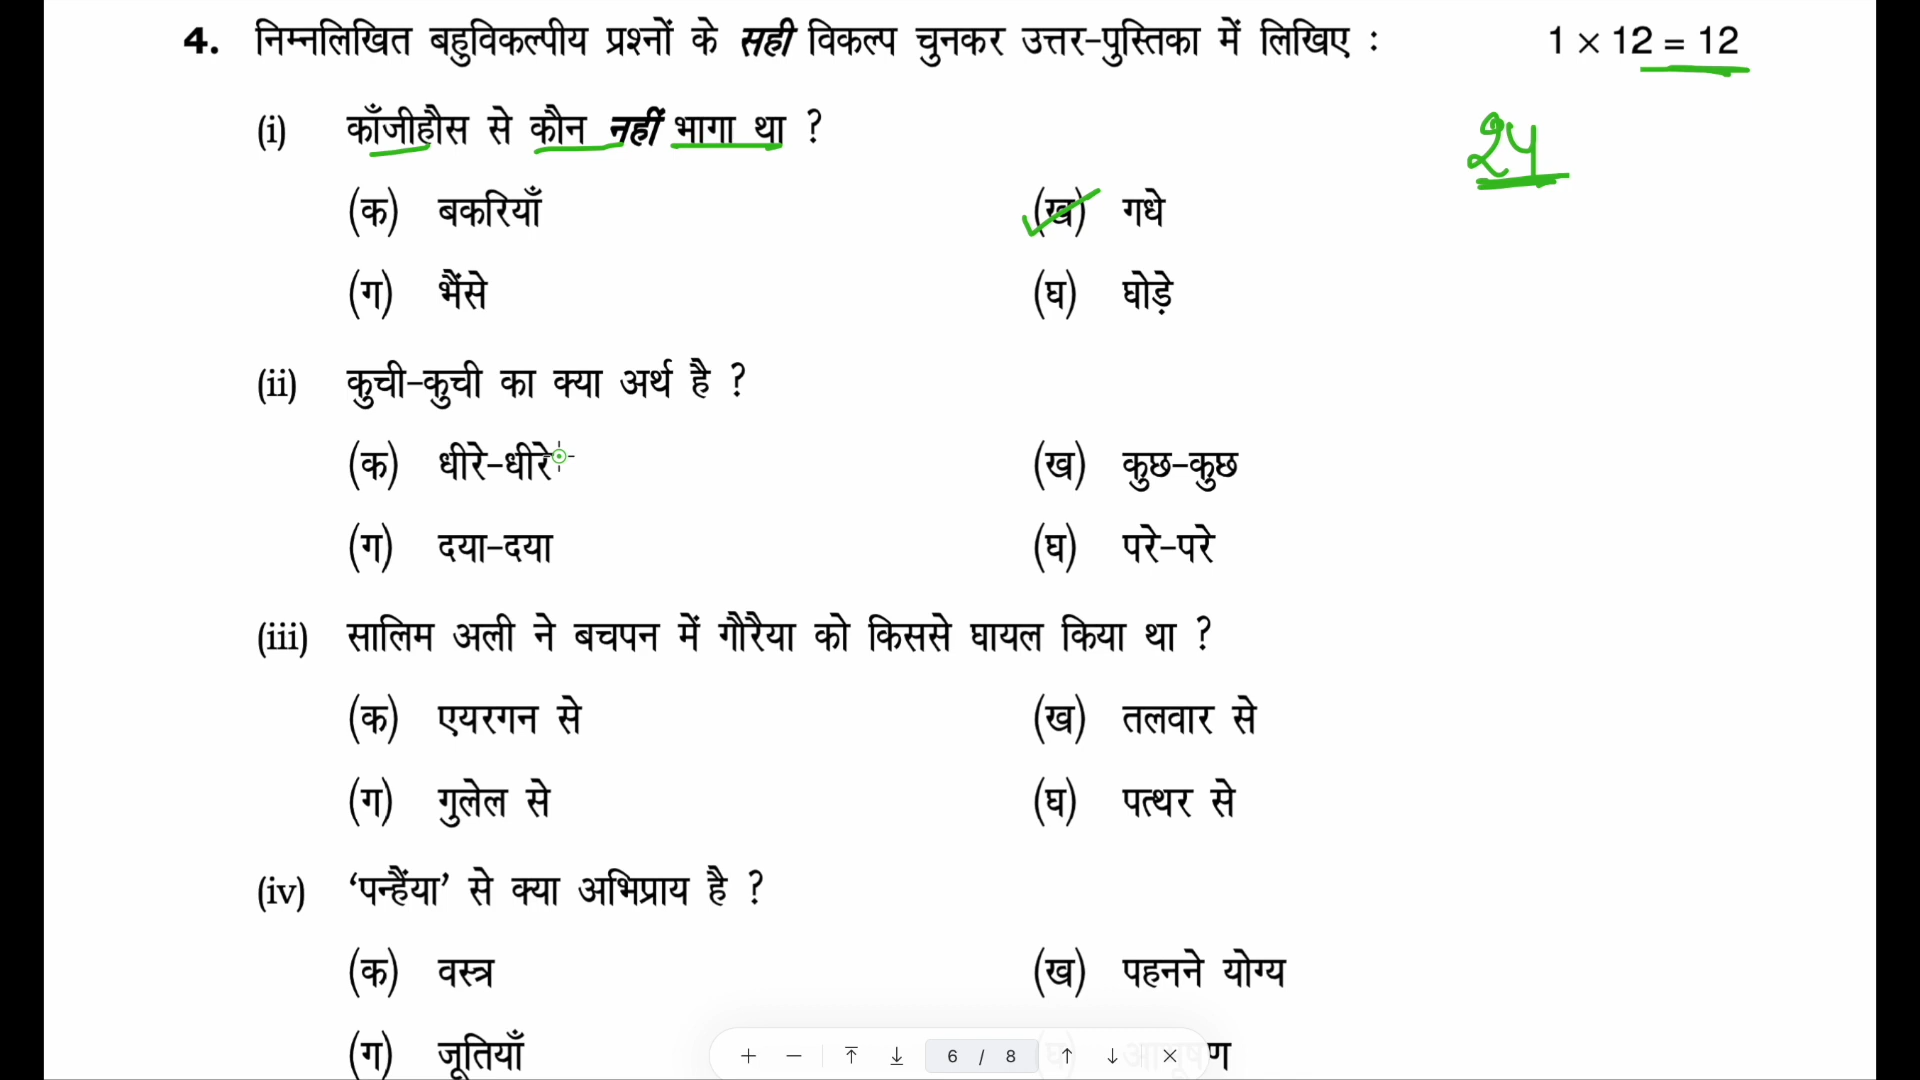 4. निम्नलिखित बहुविकल्पीय प्रश्नों के सही विकल्प चुनकर उत्तर-पुस्तिका में लिखिए : 1 × 12 = 12
(i) काँजीहौस से कौन नहीं भागा था ?
२५
(क) बकरियाँ (ख) गधे
(ग) भैंसे (घ) घोड़े
(ii) कुची-कुची का क्या अर्थ है ?
(क) धीरे-धीरे (ख) कुछ-कुछ
(ग) दया-दया (घ) परे-परे
(iii) सालिम अली ने बचपन में गौरैया को किससे घायल किया था ?
(क) एयरगन से (ख) तलवार से
(ग) गुलेल से (घ) पत्थर से
(iv) ‘पन्हैंया’ से क्या अभिप्राय है ?
(क) वस्त्र (ख) पहनने योग्य
(ग) जूतियाँ (घ) आभूषण
6 / 8